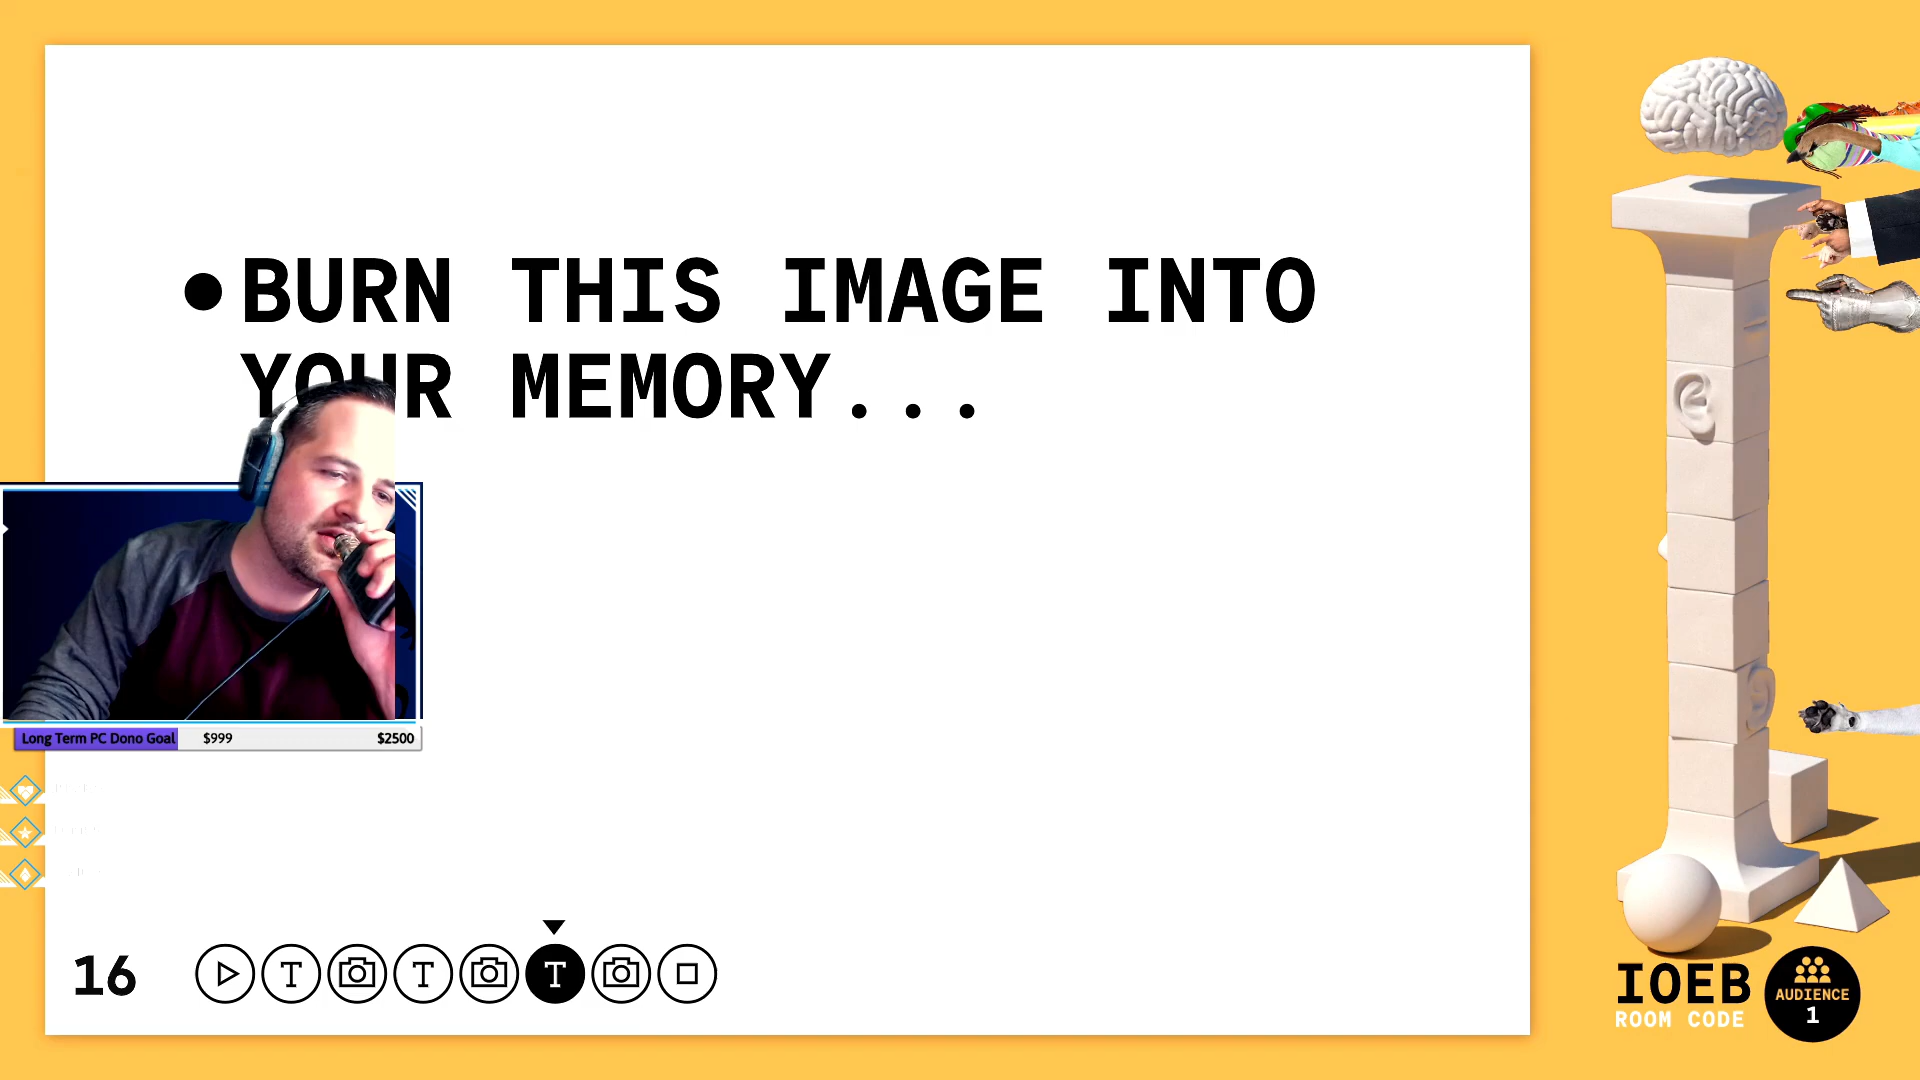 • BURN THIS IMAGE INTO
YOUR MEMORY...
Long Term PC Dono Goal $999 $2500
16 T T T
IOEB
ROOM CODE
AUDIENCE
1